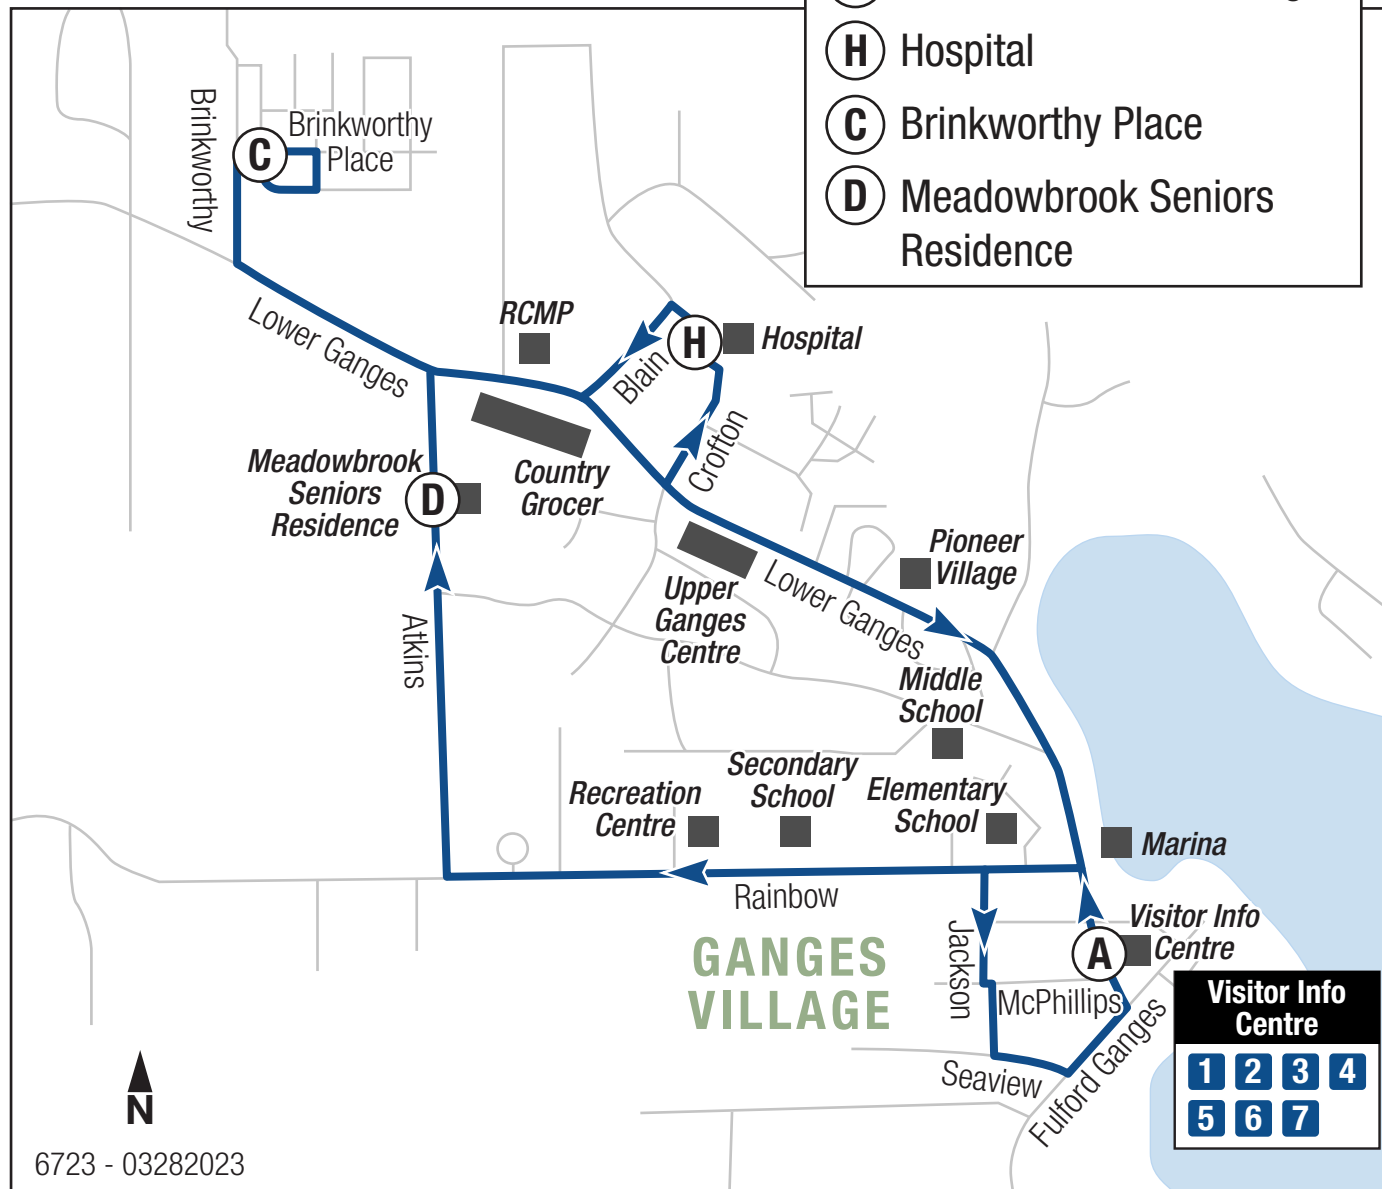 H Hospital
C Brinkworthy Place
D Meadowbrook Seniors
Residence
Brinkworthy
C
Brinkworthy
Place
Lower Ganges
RCMP
H
Hospital
Blain
Crofton
Meadowbrook
Seniors
Residence
D
Country
Grocer
Upper
Ganges
Centre
Lower Ganges
Pioneer
Village
Atkins
Middle
School
Secondary
School
Elementary
School
Recreation
Centre
Marina
Rainbow
Jackson
Visitor Info
Centre
A
GANGES
VILLAGE
McPhillips
Seaview
Fulford Ganges
Visitor Info
Centre
1 2 3 4
5 6 7
N
6723 - 03282023